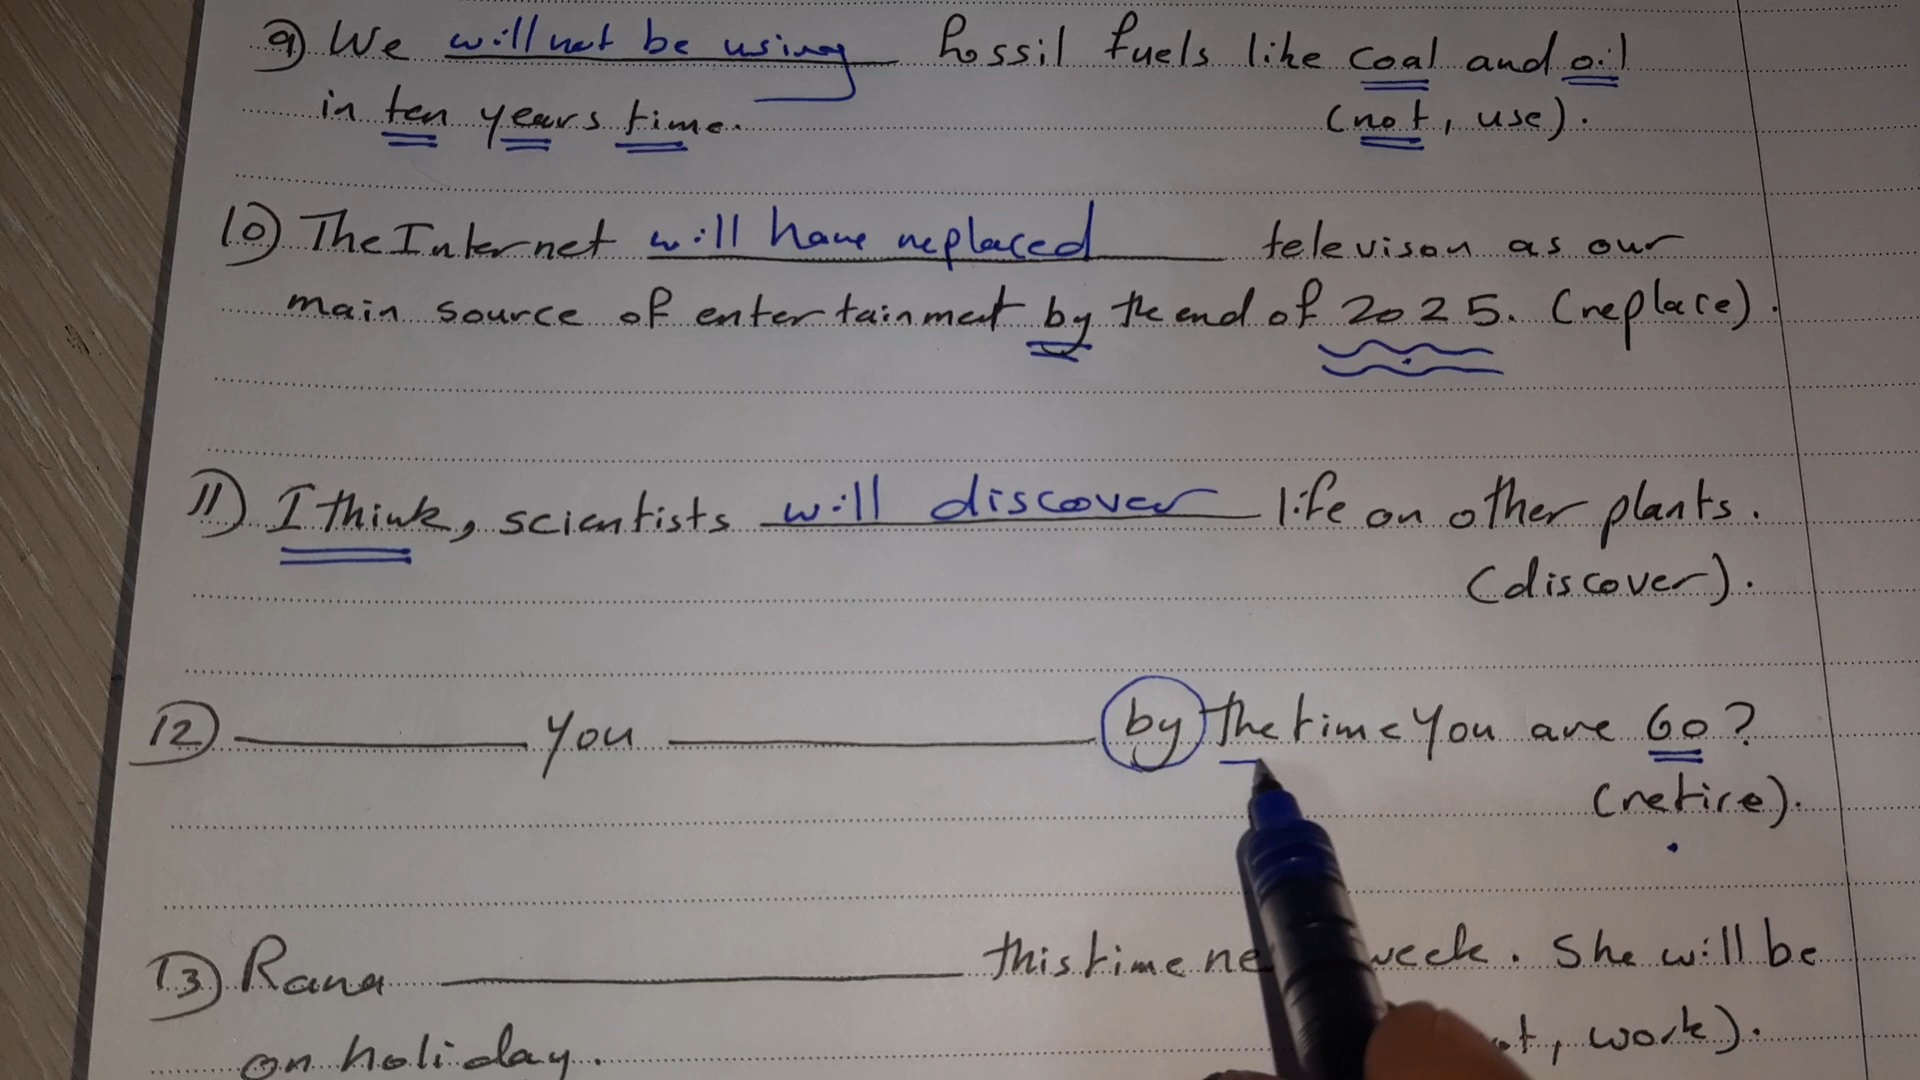 9) We will not be using fossil fuels like coal and oil
in ten years time. (not, use).
10) The Internet will have replaced televison as our
main source of entertainment by the end of 2025. (replace).
11) I think, scientists will discover life on other plants.
(discover).
12) you by the time you are 60?
(retire).
13) Rana this time week. She will be
on holiday. work).